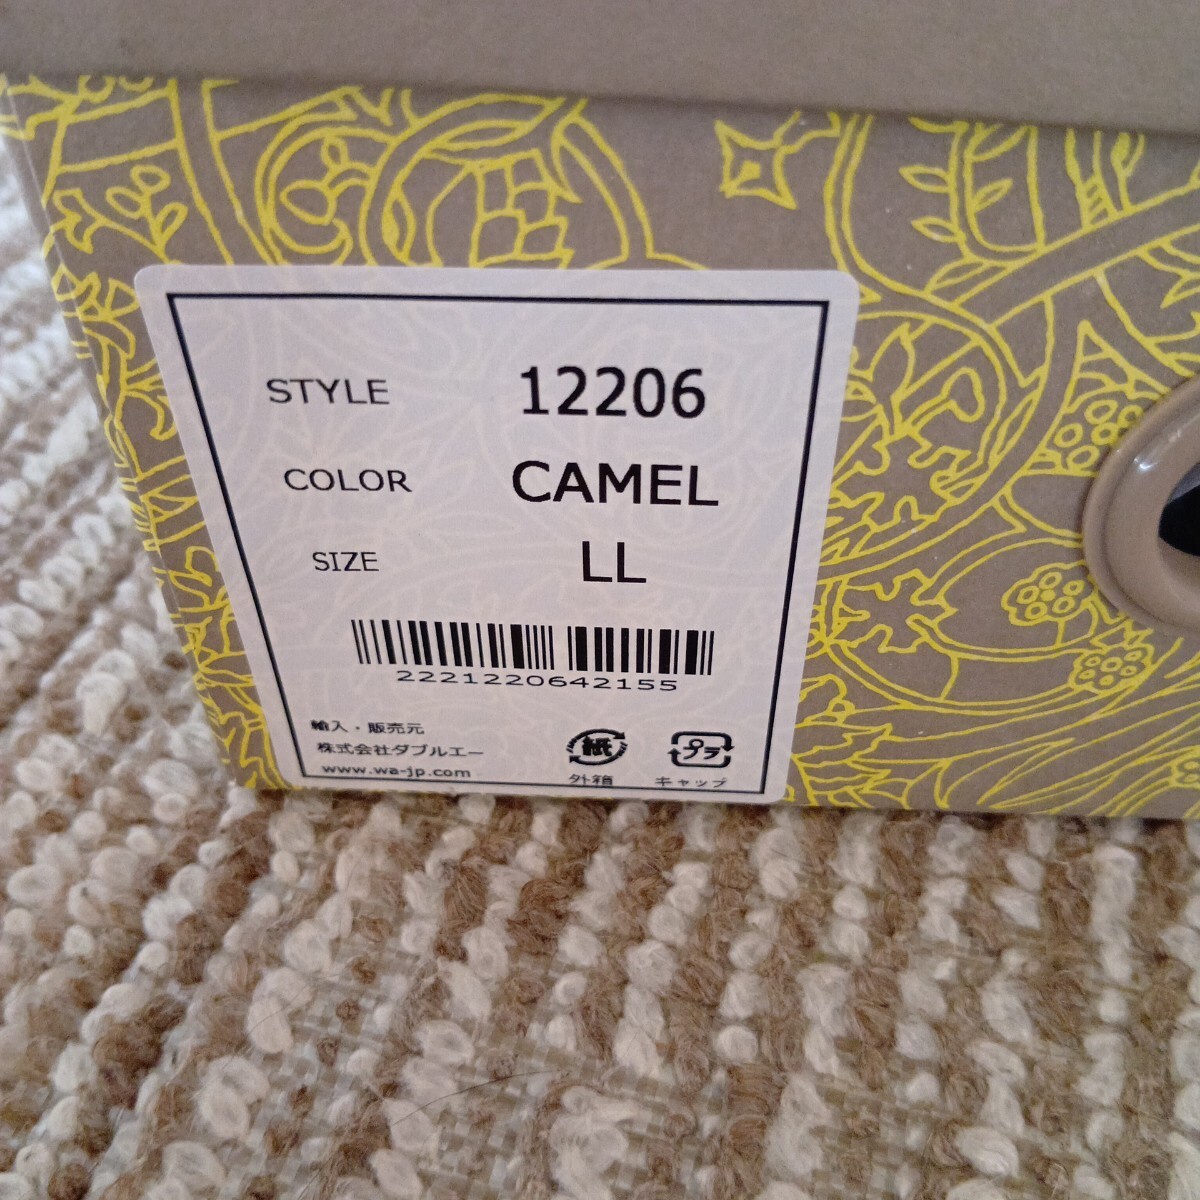 STYLE 12206
COLOR CAMEL
SIZE LL
2221220642155
輸入・販売元
株式会社ダブルエー
www.wa-jp.com
紙
外箱
プラ
キャップ